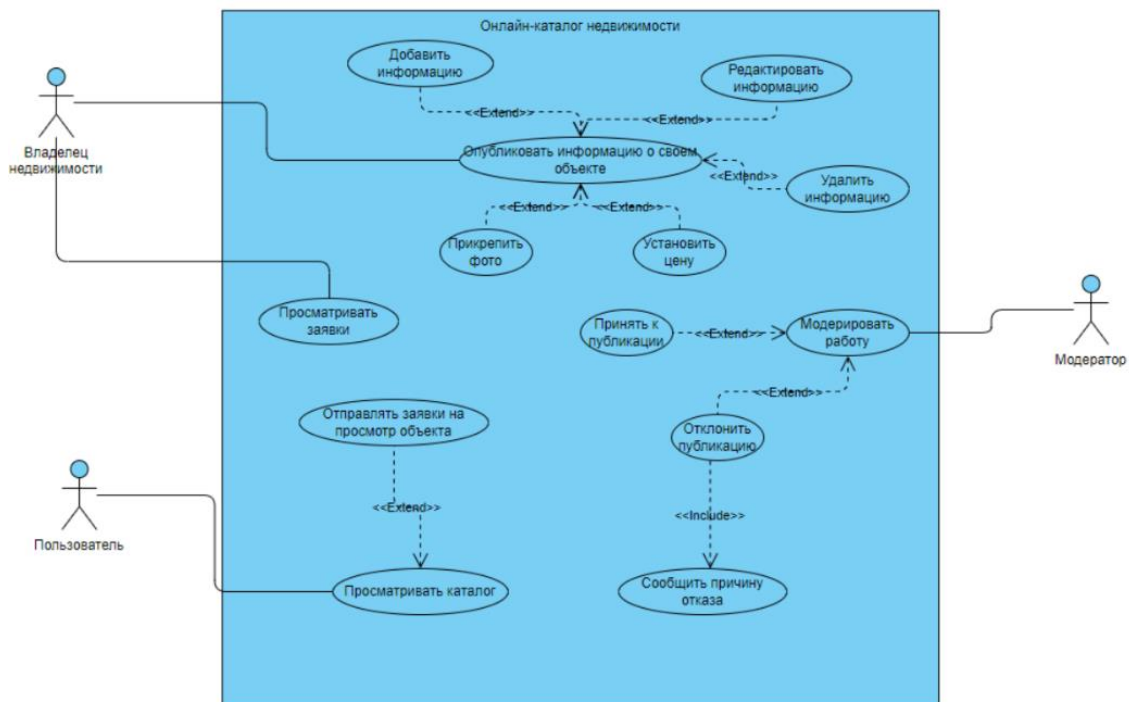 Онлайн-каталог недвижимости
Добавить
информацию
Редактировать
информацию
<<Extend>>
<<Extend>>
Владелец
недвижимости
Опубликовать информацию о своем
объекте
<<Extend>>
Удалить
информацию
<<Extend>>
<<Extend>>
Прикрепить
фото
Установить
цену
Просматривать
заявки
Принять к
публикации
<<Extend>>
Модерировать
работу
Модератор
<<Extend>>
Отправлять заявки на
просмотр объекта
Отклонить
публикацию
<<Extend>>
<<Include>>
Пользователь
Просматривать каталог
Сообщить причину
отказа